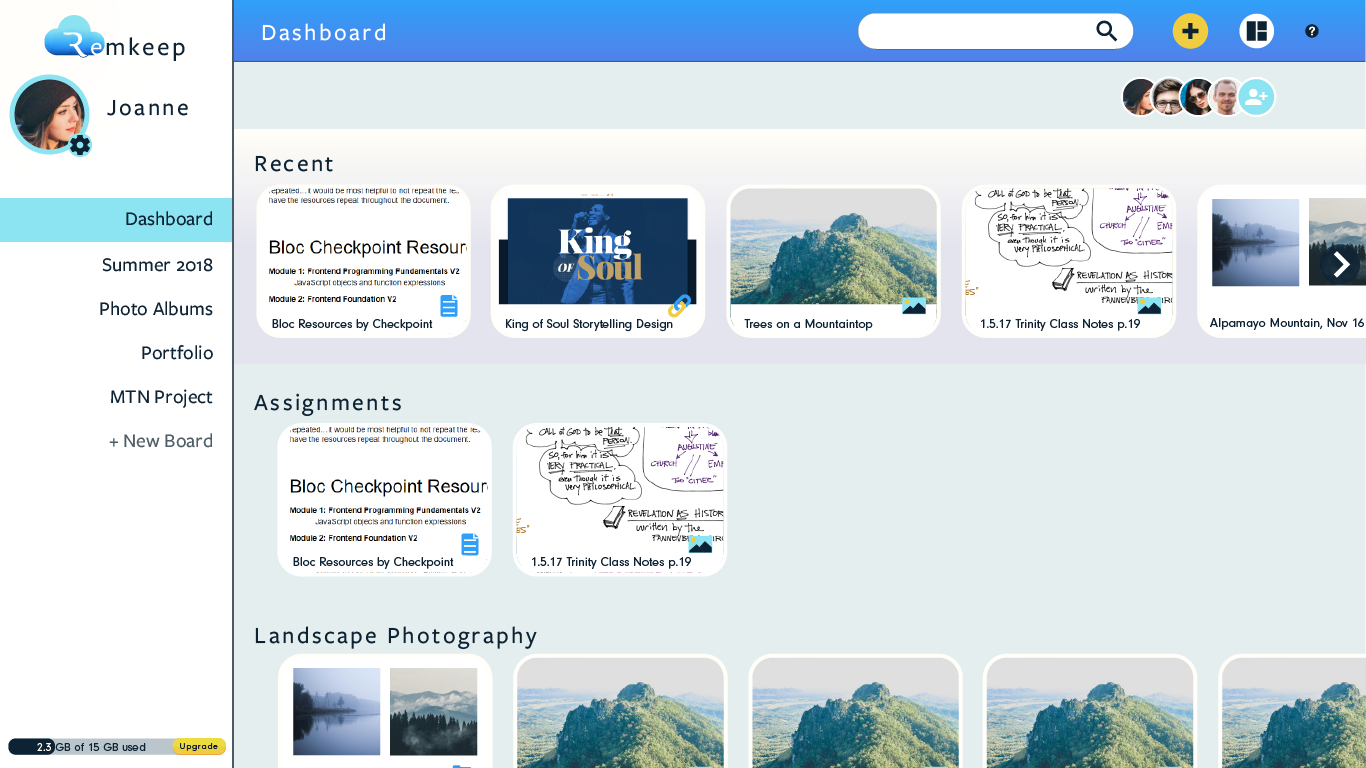 Remkeep
Joanne
Dashboard
Summer 2018
Photo Albums
Portfolio
MTN Project
+ New Board
2.3 GB of 15 GB used
Upgrade
Dashboard
?
Recent
epeated... it would be most helpful to not repeat the
have the resources repeat throughout the document.
Bloc Checkpoint Resour
Module 1: Frontend Programming Fundamentals V2
JavaScript objects and function expressions
Module 2: Frontend Foundation V2
Bloc Resources by Checkpoint
King
OF Soul
King of Soul Storytelling Design
Trees on a Mountaintop
CALL of GOD to be that
PERSON.
So, for him it is
VERY PRACTICAL,
even though it is
very PHILOSOPHICAL.
AUGUSTINE
CHURCH
Two "CITIES"
REVELATION AS HISTOR
written by the
PANNENB
1.5.17 Trinity Class Notes p.19
Alpamayo Mountain, Nov 16
Assignments
epeated... it would be most helpful to not repeat the
have the resources repeat throughout the document.
Bloc Checkpoint Resour
Module 1: Frontend Programming Fundamentals V2
JavaScript objects and function expressions
Module 2: Frontend Foundation V2
Bloc Resources by Checkpoint
CALL of GOD to be that
PERSON.
So, for him it is
VERY PRACTICAL,
even though it is
very PHILOSOPHICAL.
AUGUSTINE
CHURCH EM
Two "CITIES"
REVELATION AS HISTOR
written by the
PANNENB
1.5.17 Trinity Class Notes p.19
Landscape Photography